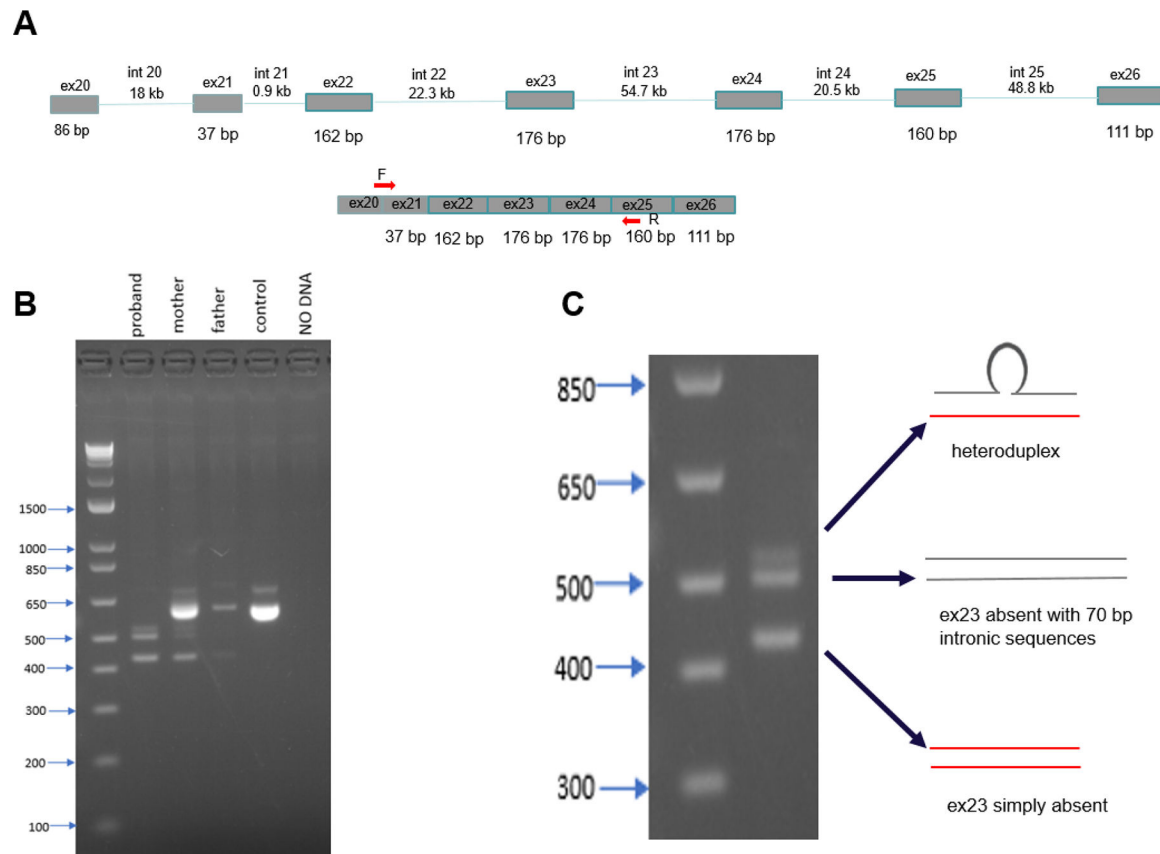 A
int 20 int 21 int 22 int 23 int 24 int 25
ex20 18 kb ex21 0.9 kb ex22 22.3 kb ex23 54.7 kb ex24 20.5 kb ex25 48.8 kb ex26
86 bp 37 bp 162 bp 176 bp 176 bp 160 bp 111 bp
F
ex20 ex21 ex22 ex23 ex24 ex25 ex26
R
37 bp 162 bp 176 bp 176 bp 160 bp 111 bp
B
proband mother father control NO DNA
1500
1000
850
650
500
400
300
200
100
C
850
650
500
400
300
heteroduplex
ex23 absent with 70 bp
intronic sequences
ex23 simply absent